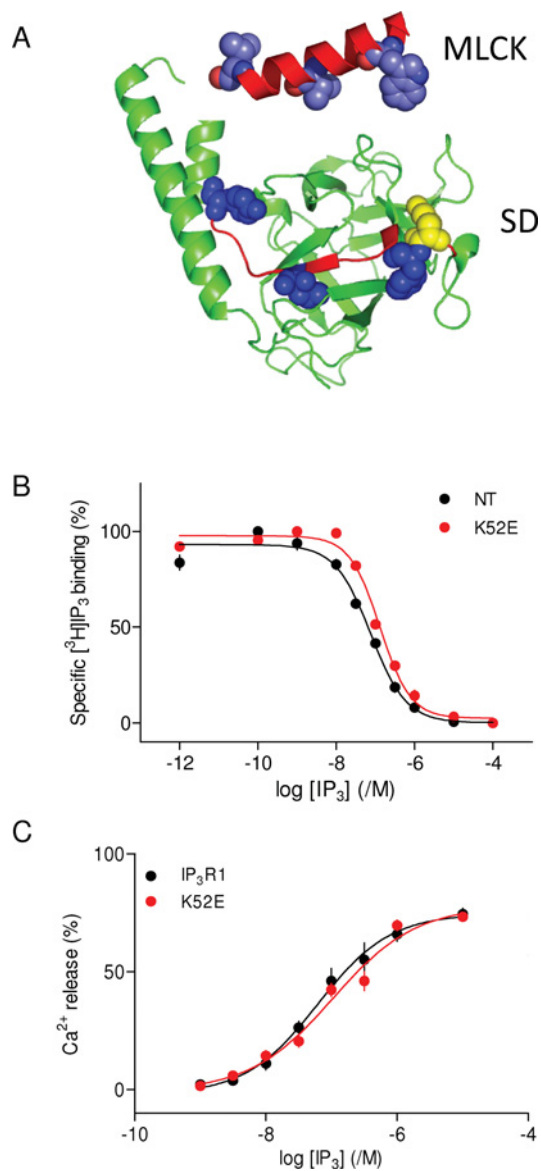 A
MLCK
SD
B
NT
K52E
Specific [³H]IP₃ binding (%)
100
50
0
-12
-10
-8
-6
-4
log [IP₃] (/M)
C
IP₃R1
K52E
Ca²⁺ release (%)
100
50
0
-10
-8
-6
-4
log [IP₃] (/M)